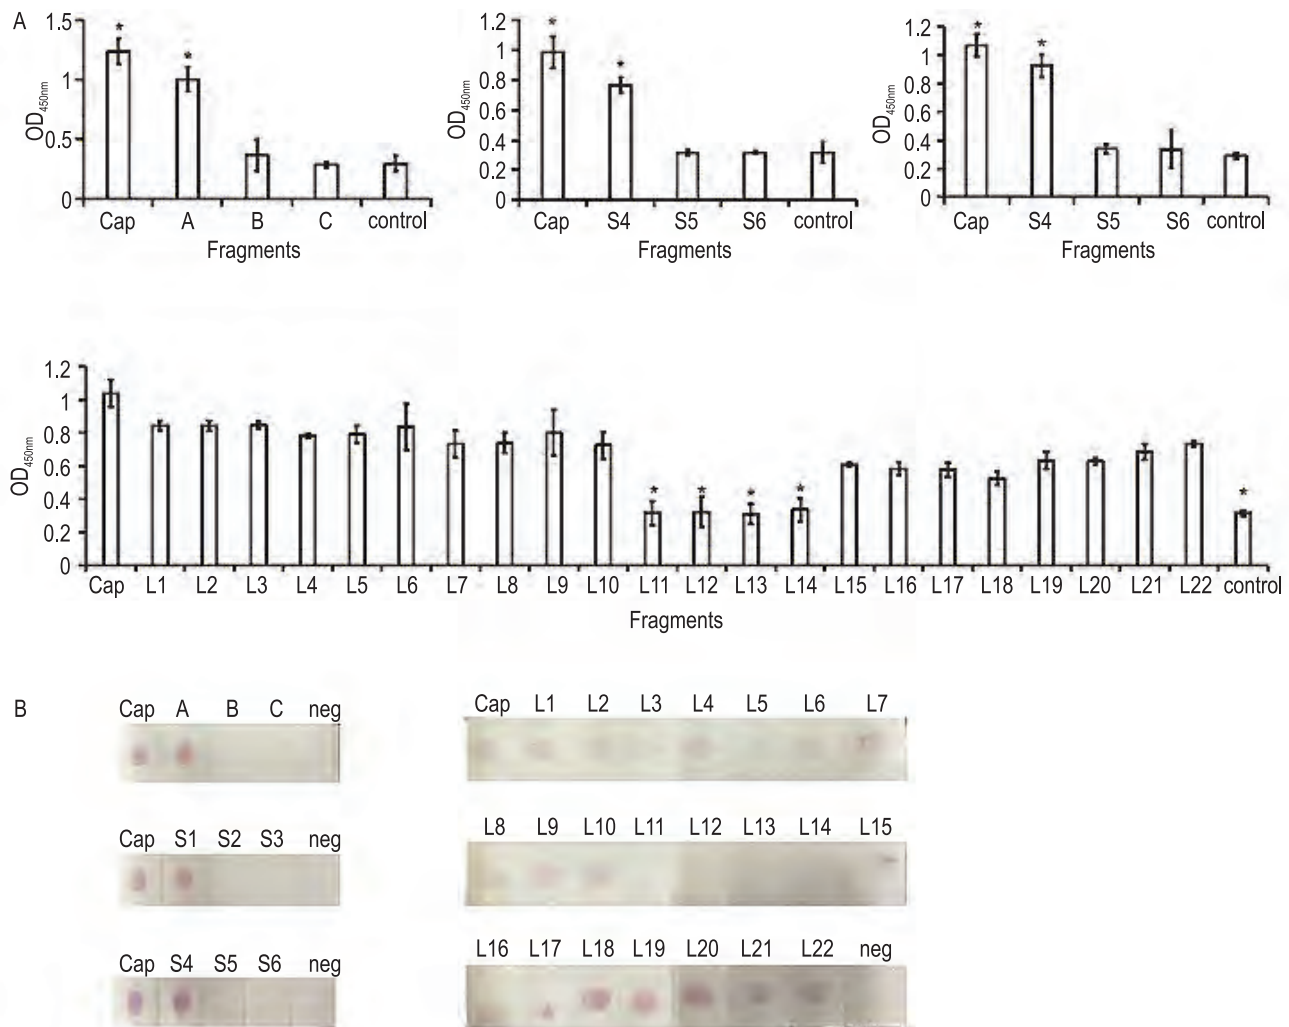 A
1.5
1
0.5
0
OD450nm
* *
Cap A B C control
Fragments
1.2
1
0.8
0.6
0.4
0.2
0
OD450nm
* *
Cap S4 S5 S6 control
Fragments
1.2
1
0.8
0.6
0.4
0.2
0
OD450nm
* *
Cap S4 S5 S6 control
Fragments
1.2
1
0.8
0.6
0.4
0.2
0
OD450nm
* * * * *
Cap L1 L2 L3 L4 L5 L6 L7 L8 L9 L10 L11 L12 L13 L14 L15 L16 L17 L18 L19 L20 L21 L22 control
Fragments
B
Cap A B C neg
Cap S1 S2 S3 neg
Cap S4 S5 S6 neg
Cap L1 L2 L3 L4 L5 L6 L7
L8 L9 L10 L11 L12 L13 L14 L15
L16 L17 L18 L19 L20 L21 L22 neg